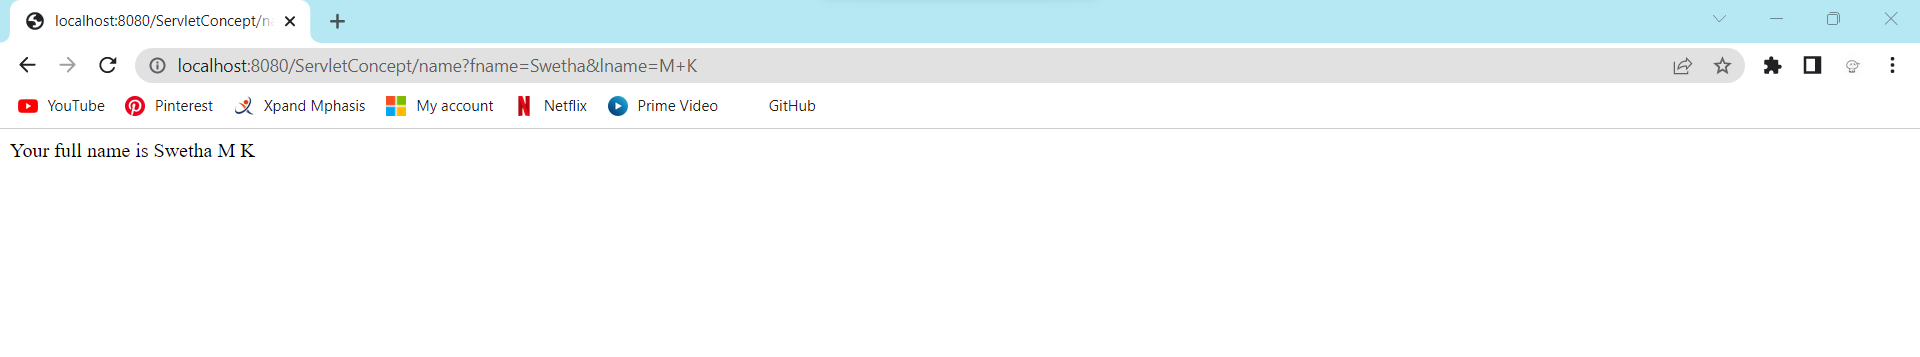 localhost:8080/ServletConcept/n
localhost:8080/ServletConcept/name?fname=Swetha&lname=M+K
YouTube Pinterest Xpand Mphasis My account Netflix Prime Video GitHub
Your full name is Swetha M K